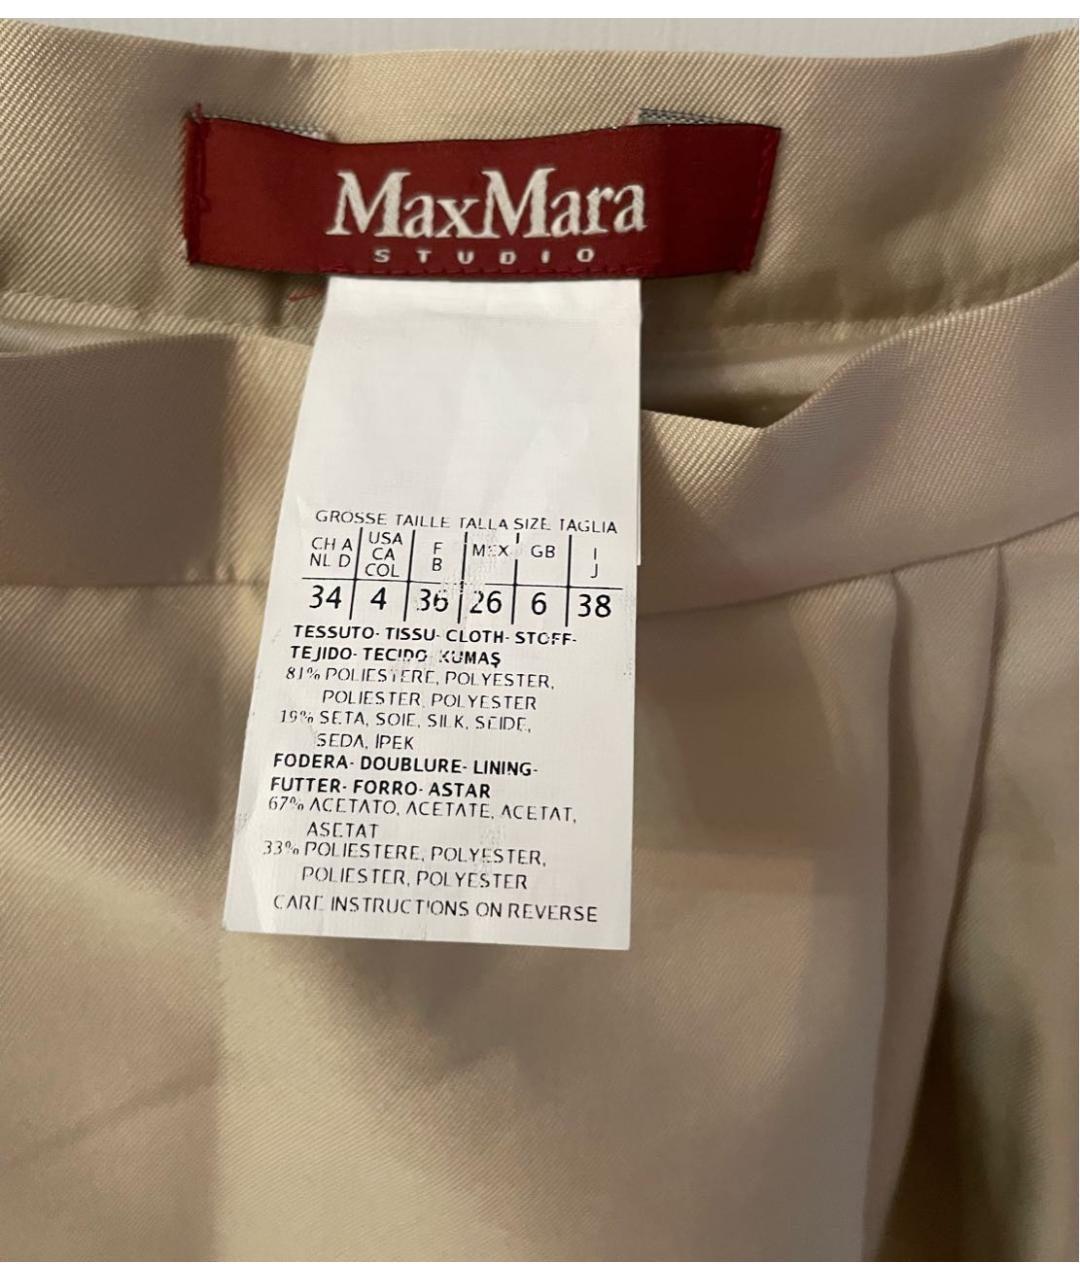 MaxMara
STUDIO
GROSSE TAILLE TALLA SIZE TAGLIA
CH A NL D | USA CA COL | F B | MEX | GB | I J
34 | 4 | 36 | 26 | 6 | 38
TESSUTO- TISSU- CLOTH- STOFF-
TEJIDO- TECIDO- KUMAŞ
81% POLIESTERE, POLYESTER,
POLIESTER, POLYESTER
19% SETA, SOIE, SILK, SEIDE,
SEDA, IPEK
FODERA- DOUBLURE- LINING-
FUTTER- FORRO- ASTAR
67% ACETATO, ACETATE, ACETAT,
ASETAT
33% POLIESTERE, POLYESTER,
POLIESTER, POLYESTER
CARE INSTRUCTIONS ON REVERSE